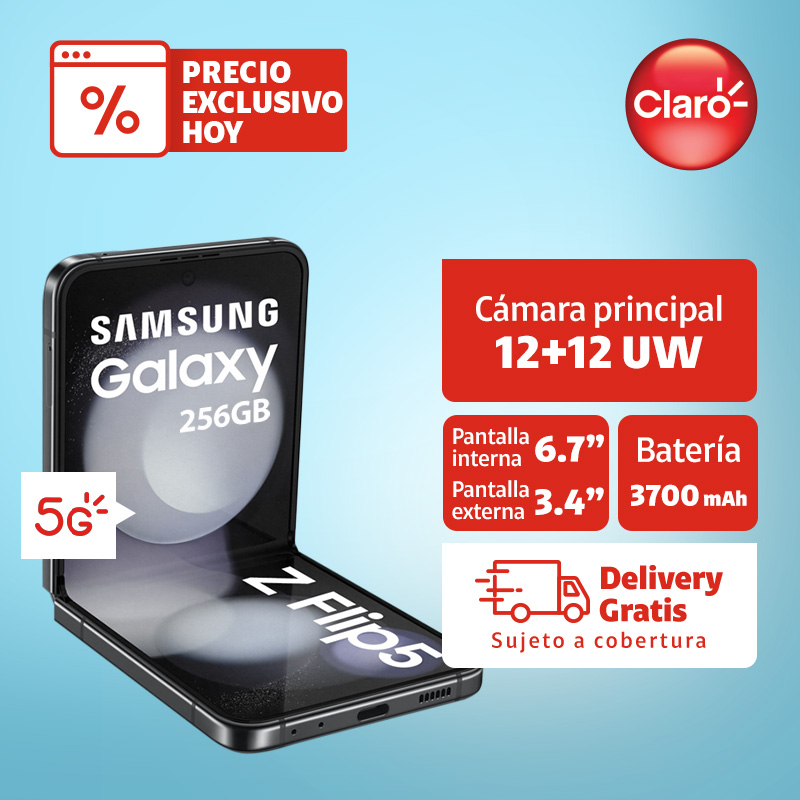 %
PRECIO
EXCLUSIVO
HOY
Claro
SAMSUNG
Galaxy
256GB
5G
Z Flip5
Cámara principal
12+12 UW
Pantalla
interna 6.7”
Pantalla
externa 3.4”
Batería
3700 mAh
Delivery
Gratis
Sujeto a cobertura